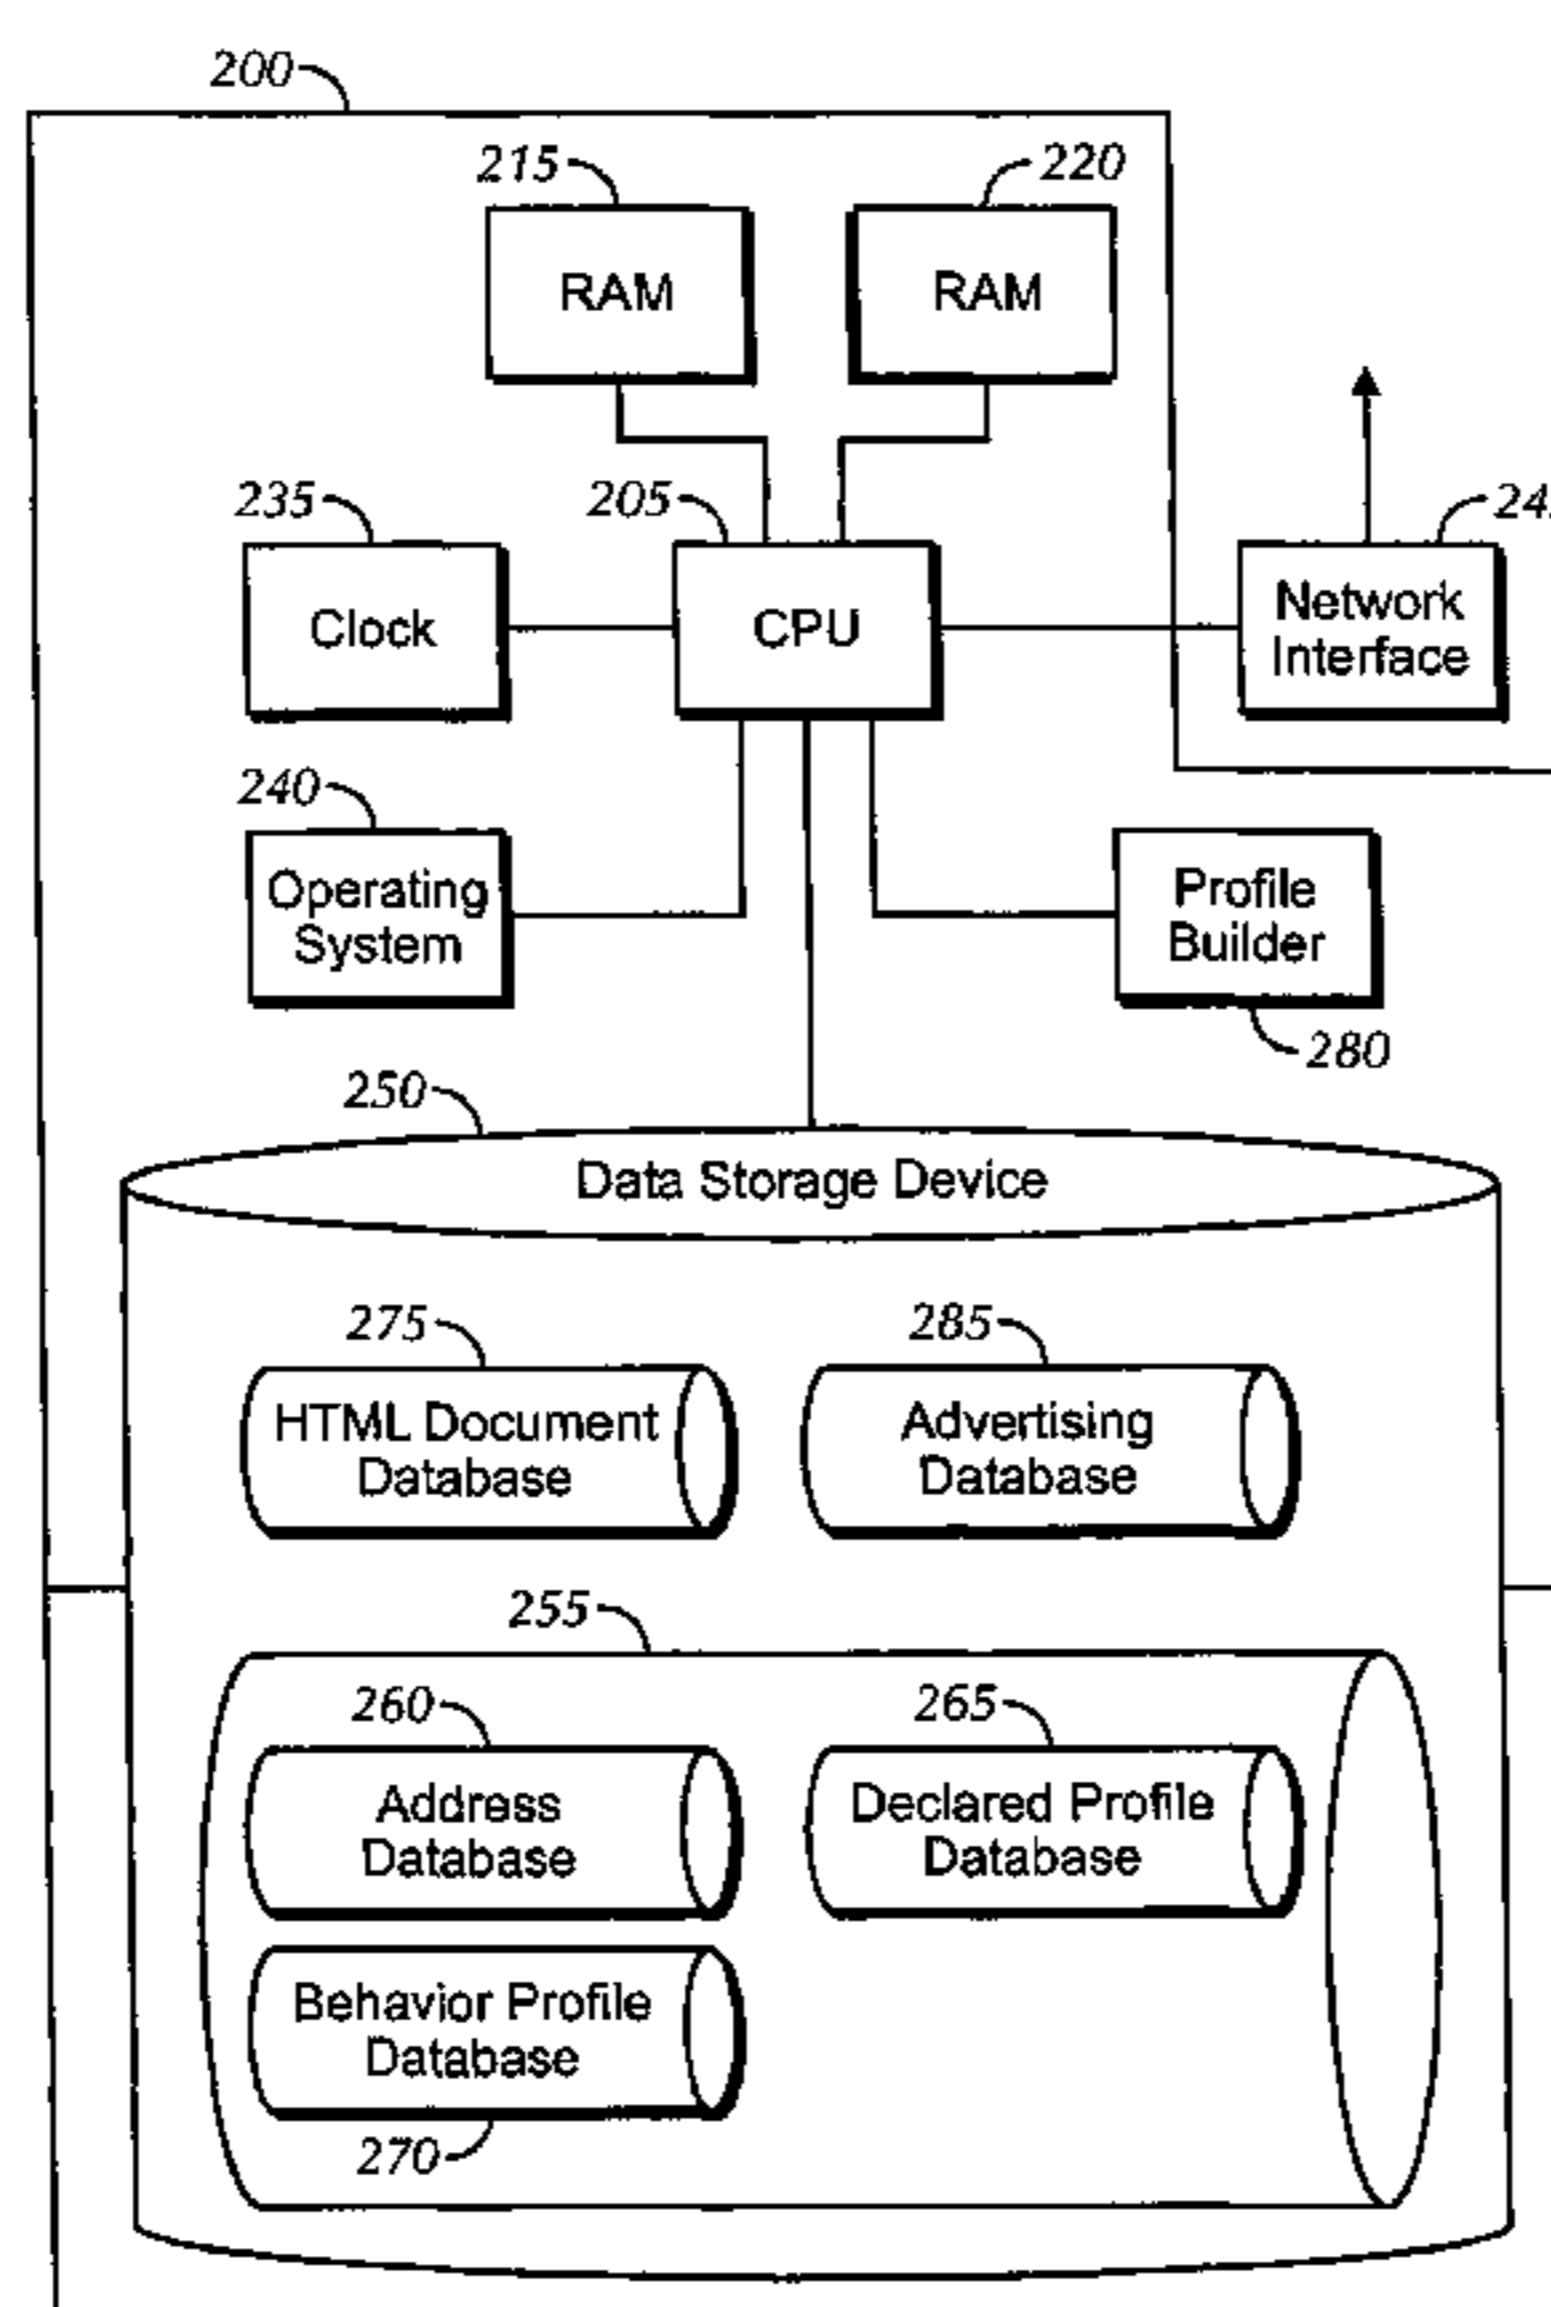 200
215
220
RAM
RAM
235
205
Clock
CPU
Network
Interface
240
Operating
System
Profile
Builder
280
250
Data Storage Device
275
285
HTML Document
Database
Advertising
Database
255
260
265
Address
Database
Declared Profile
Database
Behavior Profile
Database
270